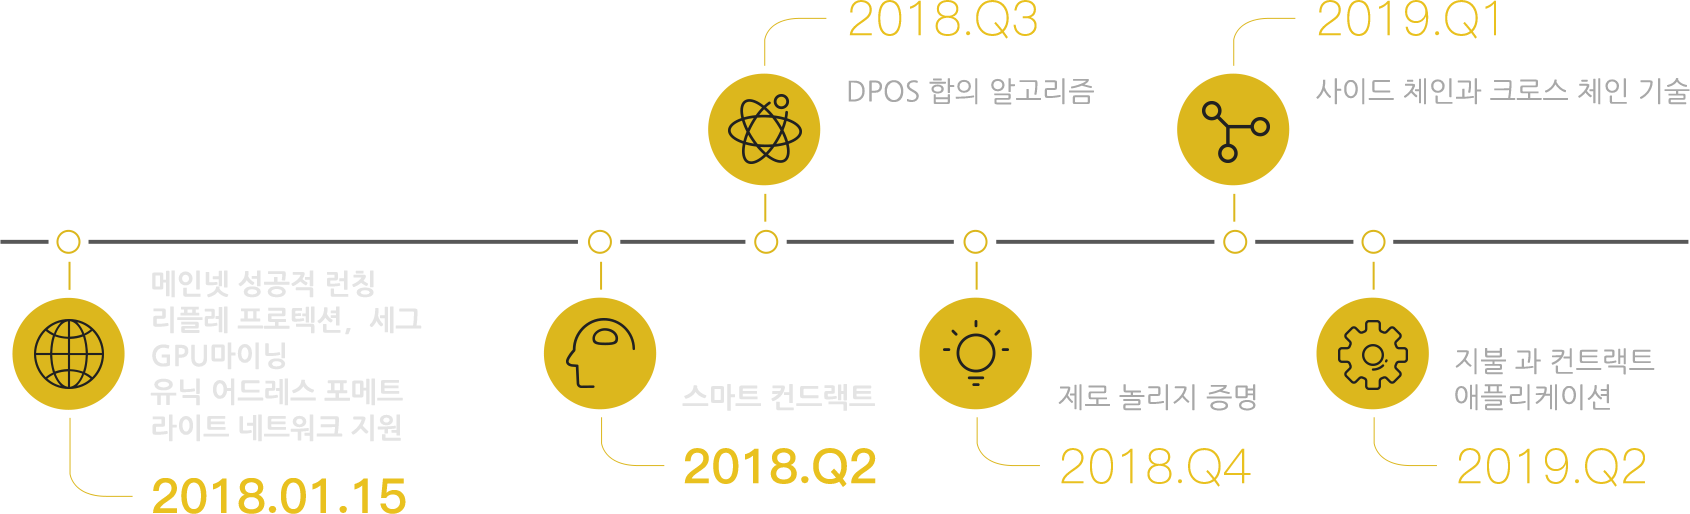 2018.Q3
DPOS 합의 알고리즘
2019.Q1
사이드 체인과 크로스 체인 기술
메인넷 성공적 런칭
리플레 프로텍션, 세그
GPU마이닝
유닉 어드레스 포메트
라이트 네트워크 지원
2018.01.15
스마트 컨드랙트
2018.Q2
제로 놀리지 증명
2018.Q4
지불 과 컨트랙트
애플리케이션
2019.Q2